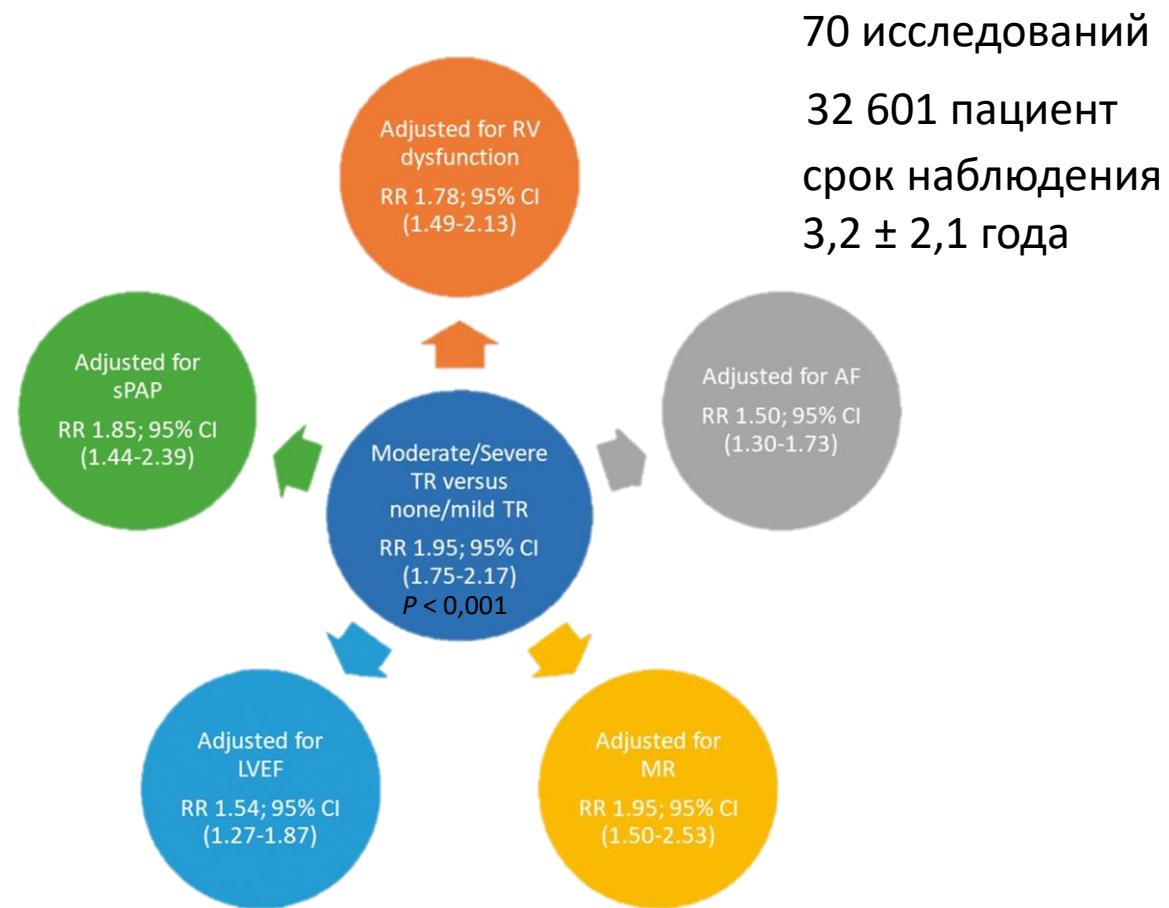 70 исследований
32 601 пациент
срок наблюдения
3,2 ± 2,1 года
Adjusted for RV
dysfunction
RR 1.78; 95% CI
(1.49-2.13)
Adjusted for
sPAP
RR 1.85; 95% CI
(1.44-2.39)
Adjusted for AF
RR 1.50; 95% CI
(1.30-1.73)
Moderate/Severe
TR versus
none/mild TR
RR 1.95; 95% CI
(1.75-2.17)
P < 0,001
Adjusted for
LVEF
RR 1.54; 95% CI
(1.27-1.87)
Adjusted for
MR
RR 1.95; 95% CI
(1.50-2.53)